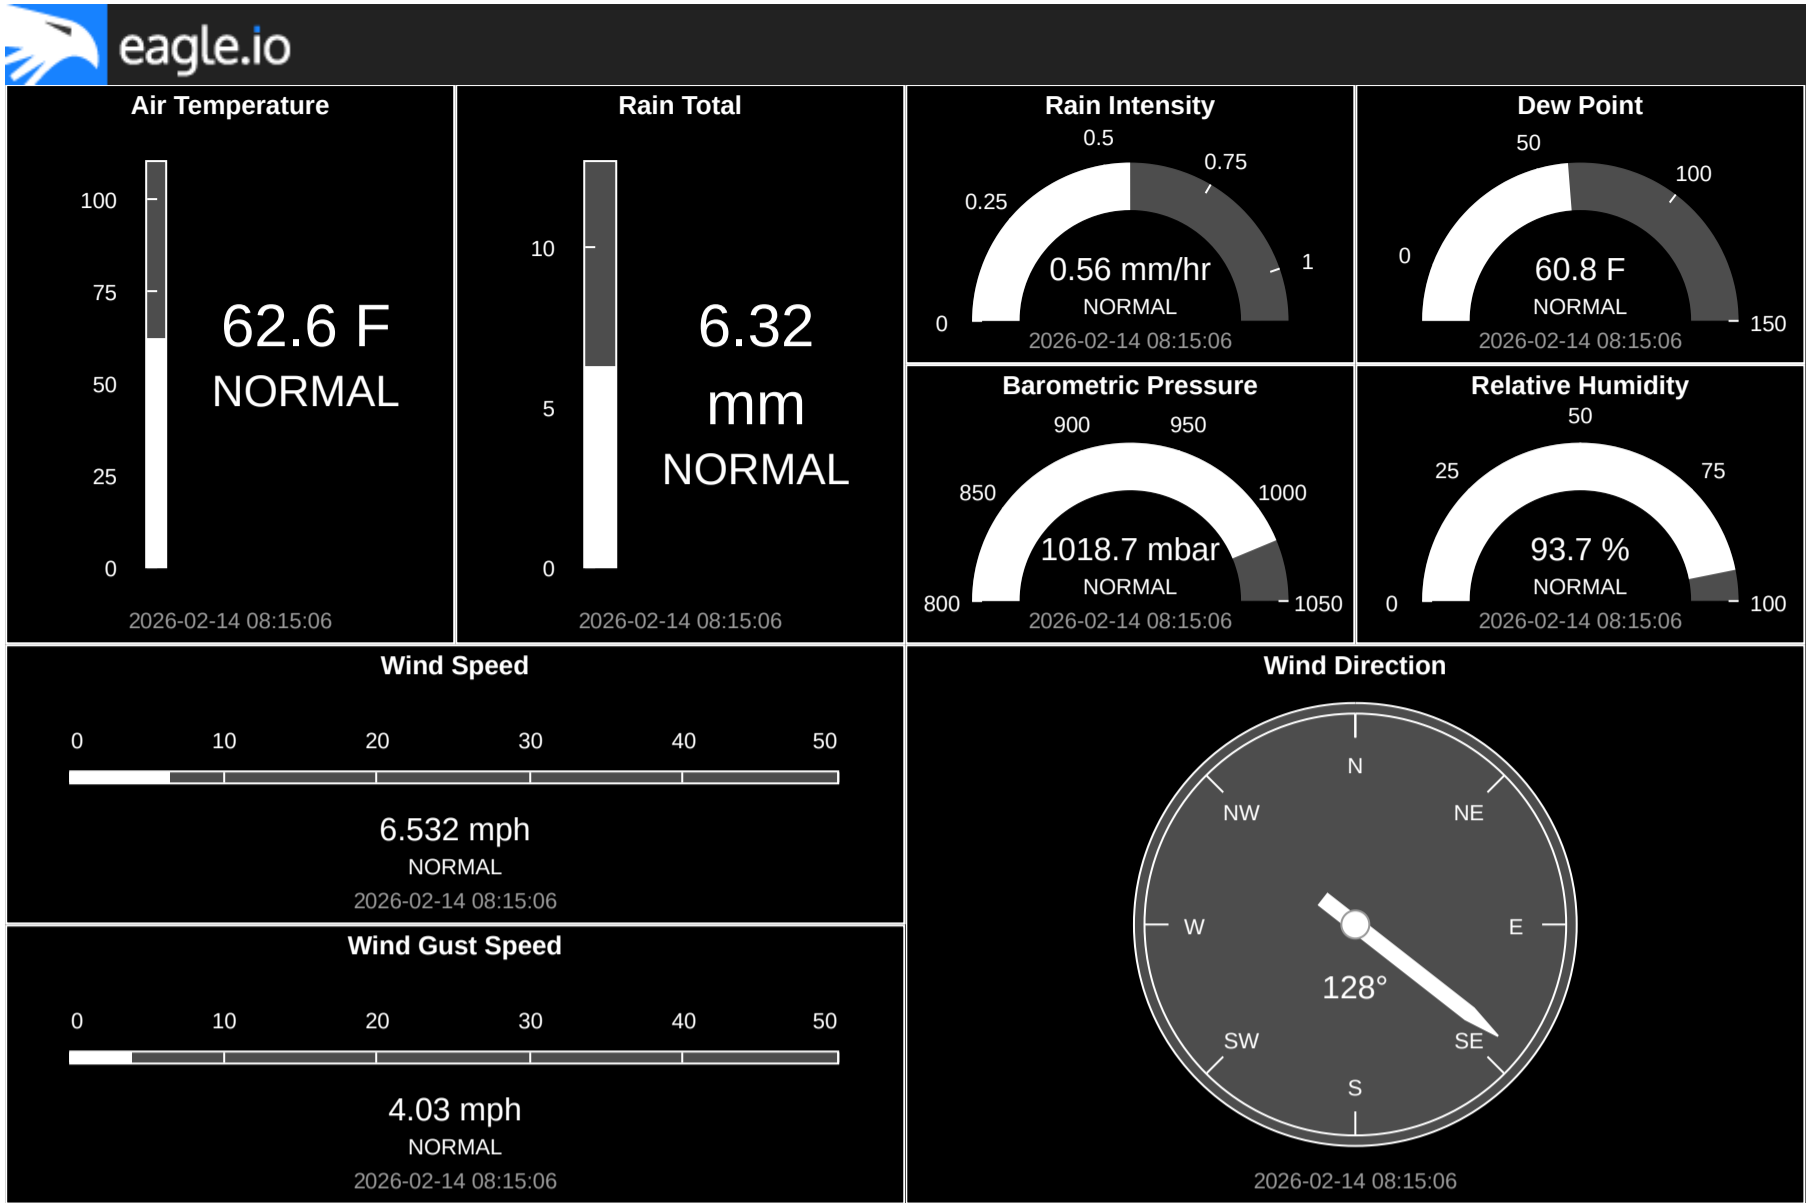 eagle.io
Air Temperature
100
75
50
25
0
62.6 F
NORMAL
2026-02-14 08:15:06
Rain Total
10
5
0
6.32
mm
NORMAL
2026-02-14 08:15:06
Rain Intensity
0
0.25
0.5
0.75
1
0.56 mm/hr
NORMAL
2026-02-14 08:15:06
Dew Point
0
50
100
150
60.8 F
NORMAL
2026-02-14 08:15:06
Barometric Pressure
800
850
900
950
1000
1050
1018.7 mbar
NORMAL
2026-02-14 08:15:06
Relative Humidity
0
25
50
75
100
93.7 %
NORMAL
2026-02-14 08:15:06
Wind Speed
0 10 20 30 40 50
6.532 mph
NORMAL
2026-02-14 08:15:06
Wind Gust Speed
0 10 20 30 40 50
4.03 mph
NORMAL
2026-02-14 08:15:06
Wind Direction
N
NW NE
W E
128°
SW SE
S
2026-02-14 08:15:06